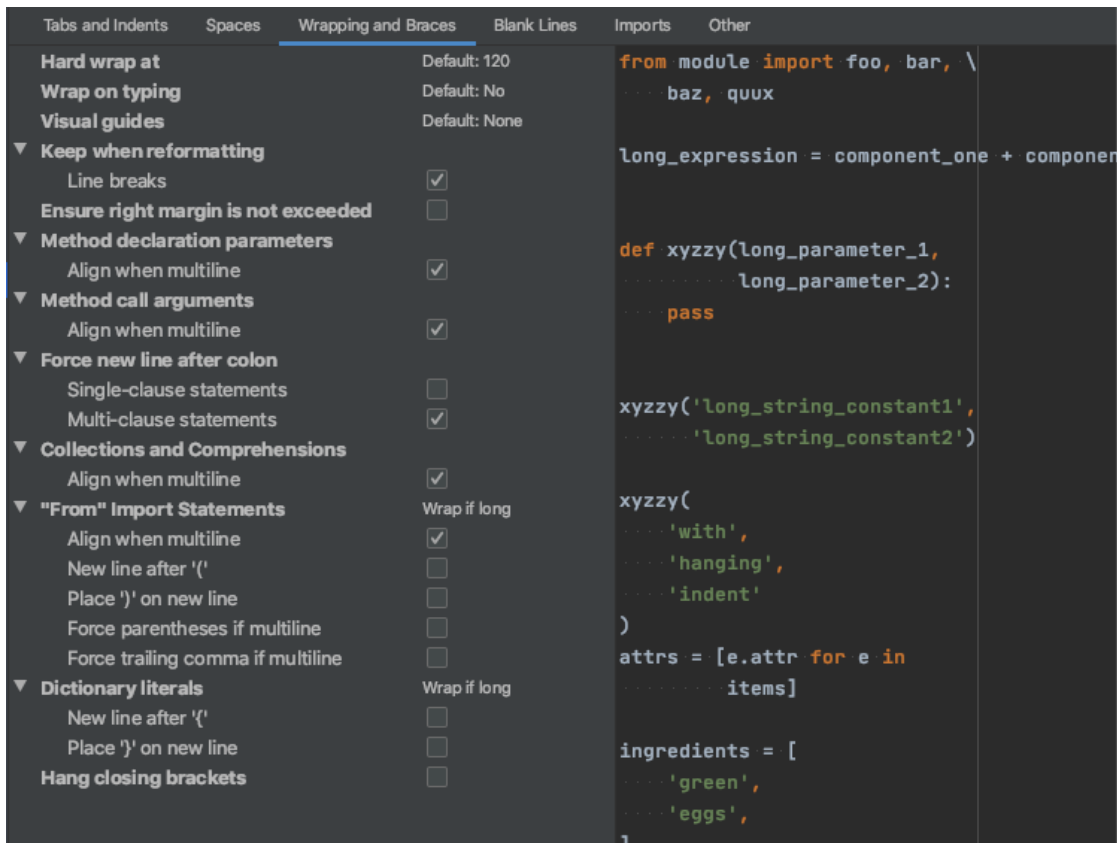 Tabs and Indents Spaces Wrapping and Braces Blank Lines Imports Other
Hard wrap at Default: 120
Wrap on typing Default: No
Visual guides Default: None
Keep when reformatting
Line breaks
Ensure right margin is not exceeded
Method declaration parameters
Align when multiline
Method call arguments
Align when multiline
Force new line after colon
Single-clause statements
Multi-clause statements
Collections and Comprehensions
Align when multiline
"From" Import Statements Wrap if long
Align when multiline
New line after '('
Place ')' on new line
Force parentheses if multiline
Force trailing comma if multiline
Dictionary literals Wrap if long
New line after '{'
Place '}' on new line
Hang closing brackets
from module import foo, bar, \
    baz, quux
long_expression = component_one + componen
def xyzzy(long_parameter_1,
          long_parameter_2):
    pass
xyzzy('long_string_constant1',
      'long_string_constant2')
xyzzy(
    'with',
    'hanging',
    'indent'
)
attrs = [e.attr for e in
         items]
ingredients = [
    'green',
    'eggs',
]